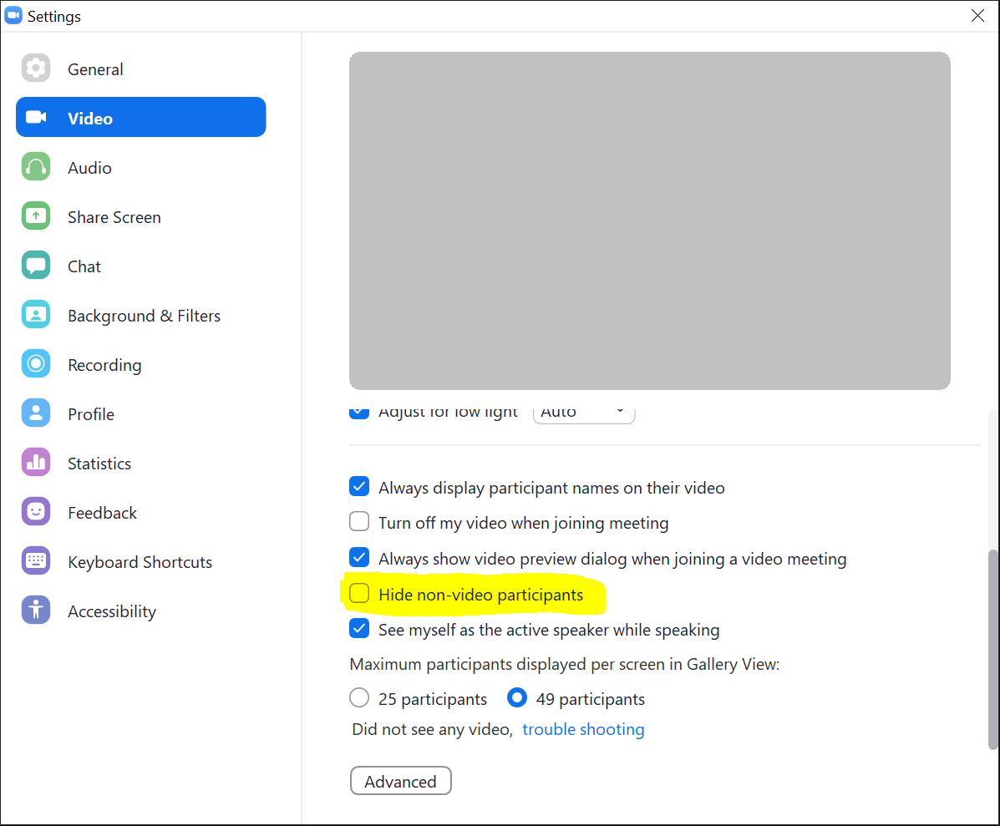 Settings
General
Video
Audio
Share Screen
Chat
Background & Filters
Recording
Profile
Statistics
Feedback
Keyboard Shortcuts
Accessibility
Adjust for low light Auto
Always display participant names on their video
Turn off my video when joining meeting
Always show video preview dialog when joining a video meeting
Hide non-video participants
See myself as the active speaker while speaking
Maximum participants displayed per screen in Gallery View:
25 participants 49 participants
Did not see any video, trouble shooting
Advanced